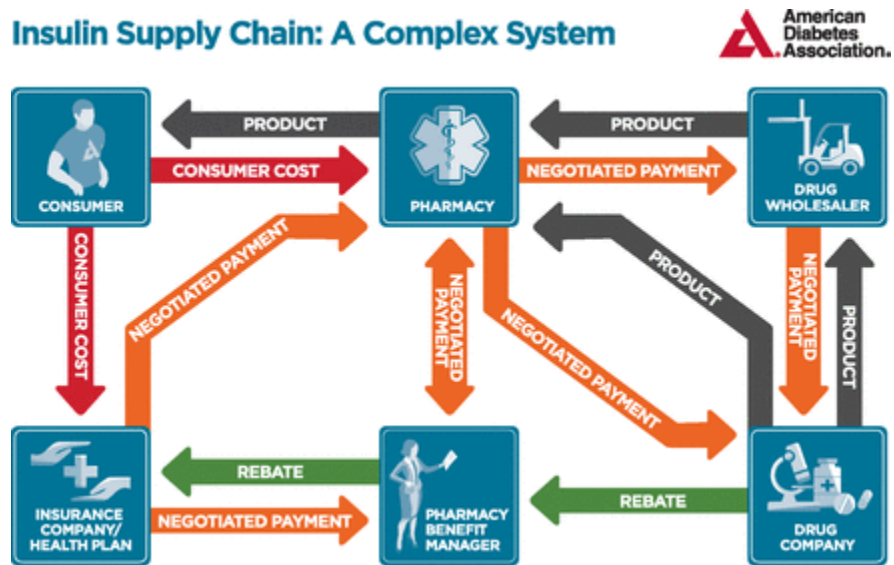 Insulin Supply Chain: A Complex System
American
Diabetes
Association.
PRODUCT
PRODUCT
CONSUMER COST
NEGOTIATED PAYMENT
CONSUMER
PHARMACY
DRUG
WHOLESALER
CONSUMER COST
NEGOTIATED PAYMENT
NEGOTIATED
PAYMENT
NEGOTIATED PAYMENT
PRODUCT
NEGOTIATED
PAYMENT
PRODUCT
REBATE
REBATE
NEGOTIATED PAYMENT
INSURANCE
COMPANY/
HEALTH PLAN
PHARMACY
BENEFIT
MANAGER
DRUG
COMPANY